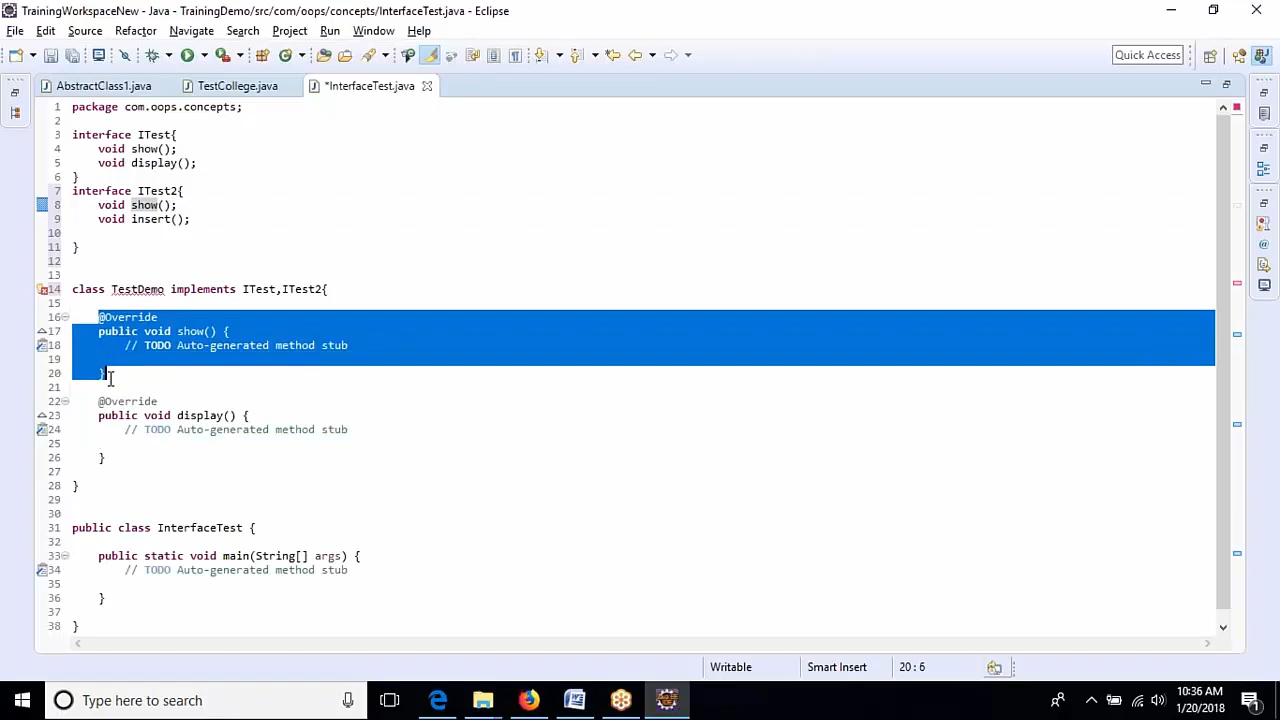 TrainingWorkspaceNew - Java - TrainingDemo/src/com/oops/concepts/InterfaceTest.java - Eclipse
File Edit Source Refactor Navigate Search Project Run Window Help
Quick Access
AbstractClass1.java TestCollege.java *InterfaceTest.java
1 package com.oops.concepts;
2
3 interface ITest{
4 void show();
5 void display();
6 }
7 interface ITest2{
8 void show();
9 void insert();
10
11 }
12
13
14 class TestDemo implements ITest,ITest2{
15
16 @Override
17 public void show() {
18 // TODO Auto-generated method stub
19
20 }
21
22 @Override
23 public void display() {
24 // TODO Auto-generated method stub
25
26 }
27
28 }
29
30
31 public class InterfaceTest {
32
33 public static void main(String[] args) {
34 // TODO Auto-generated method stub
35
36 }
37
38 }
Writable Smart Insert 20 : 6
Type here to search
10:36 AM
1/20/2018